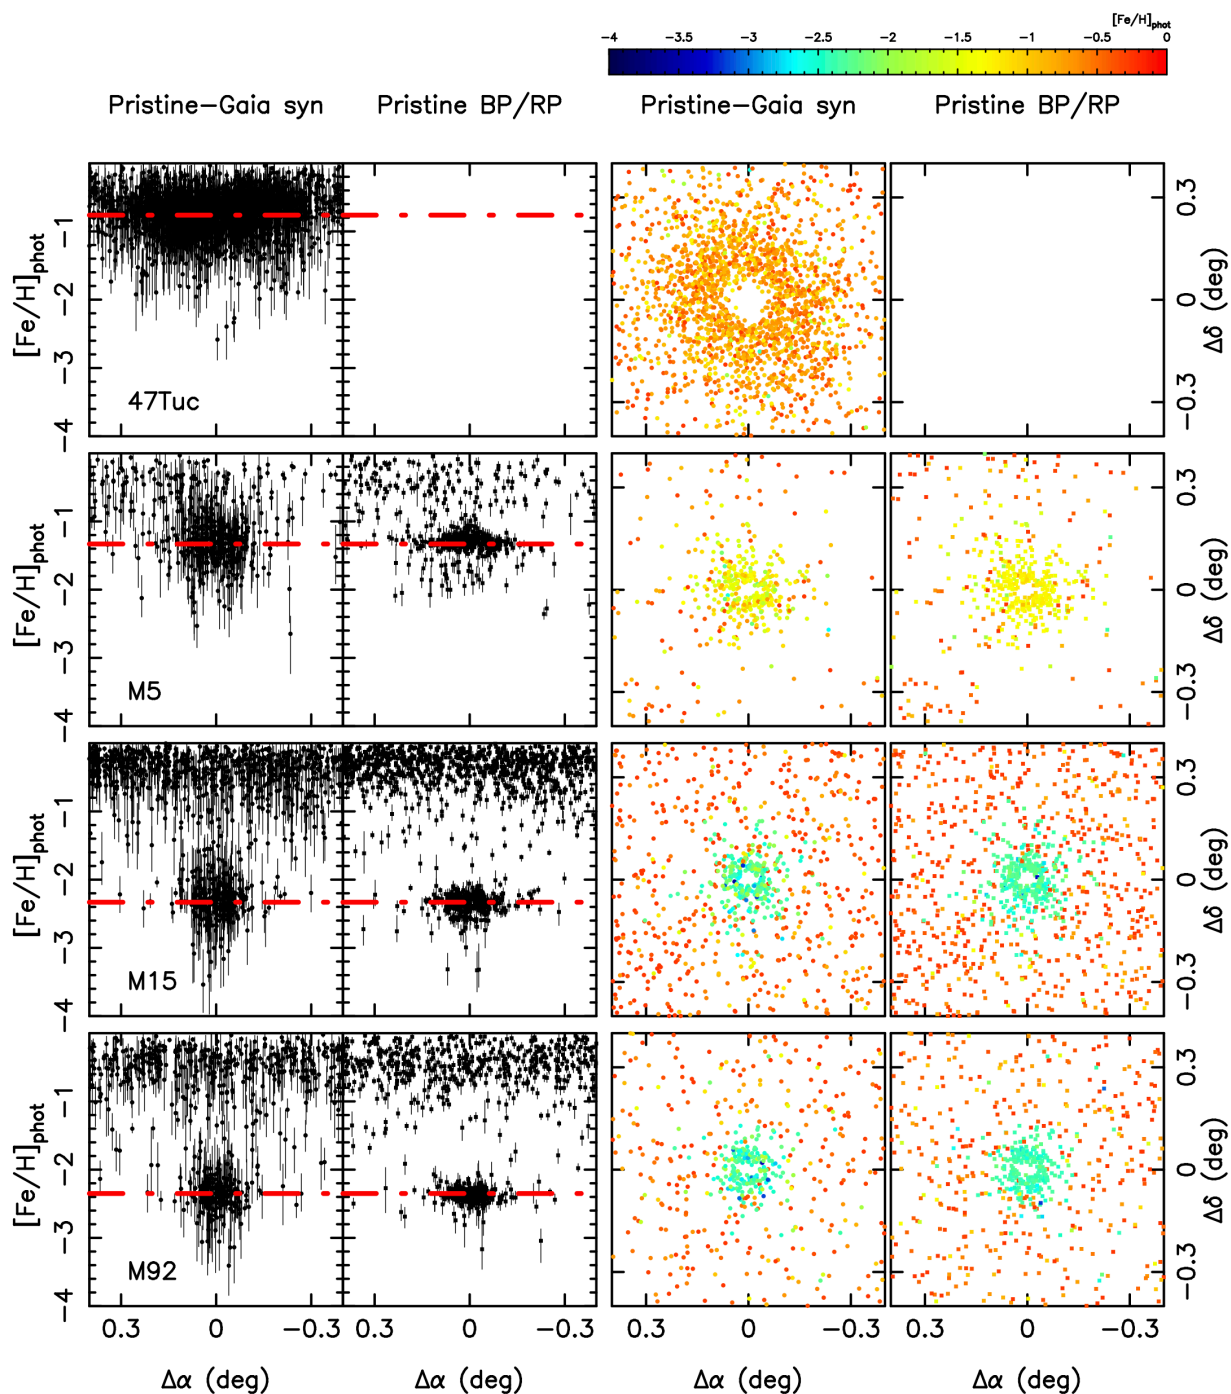 [Fe/H]phot
−4 −3.5 −3 −2.5 −2 −1.5 −1 −0.5 0
Pristine−Gaia syn Pristine BP/RP Pristine−Gaia syn Pristine BP/RP
[Fe/H]phot
−1
−2
−3
−4
47Tuc
0.3
0
−0.3
Δδ (deg)
[Fe/H]phot
−1
−2
−3
−4
M5
0.3
0
−0.3
Δδ (deg)
[Fe/H]phot
−1
−2
−3
−4
M15
0.3
0
−0.3
Δδ (deg)
[Fe/H]phot
−1
−2
−3
−4
M92
0.3
0
−0.3
Δδ (deg)
0.3 0 −0.3 0.3 0 −0.3 0.3 0 −0.3 0.3 0 −0.3
Δα (deg) Δα (deg) Δα (deg) Δα (deg)